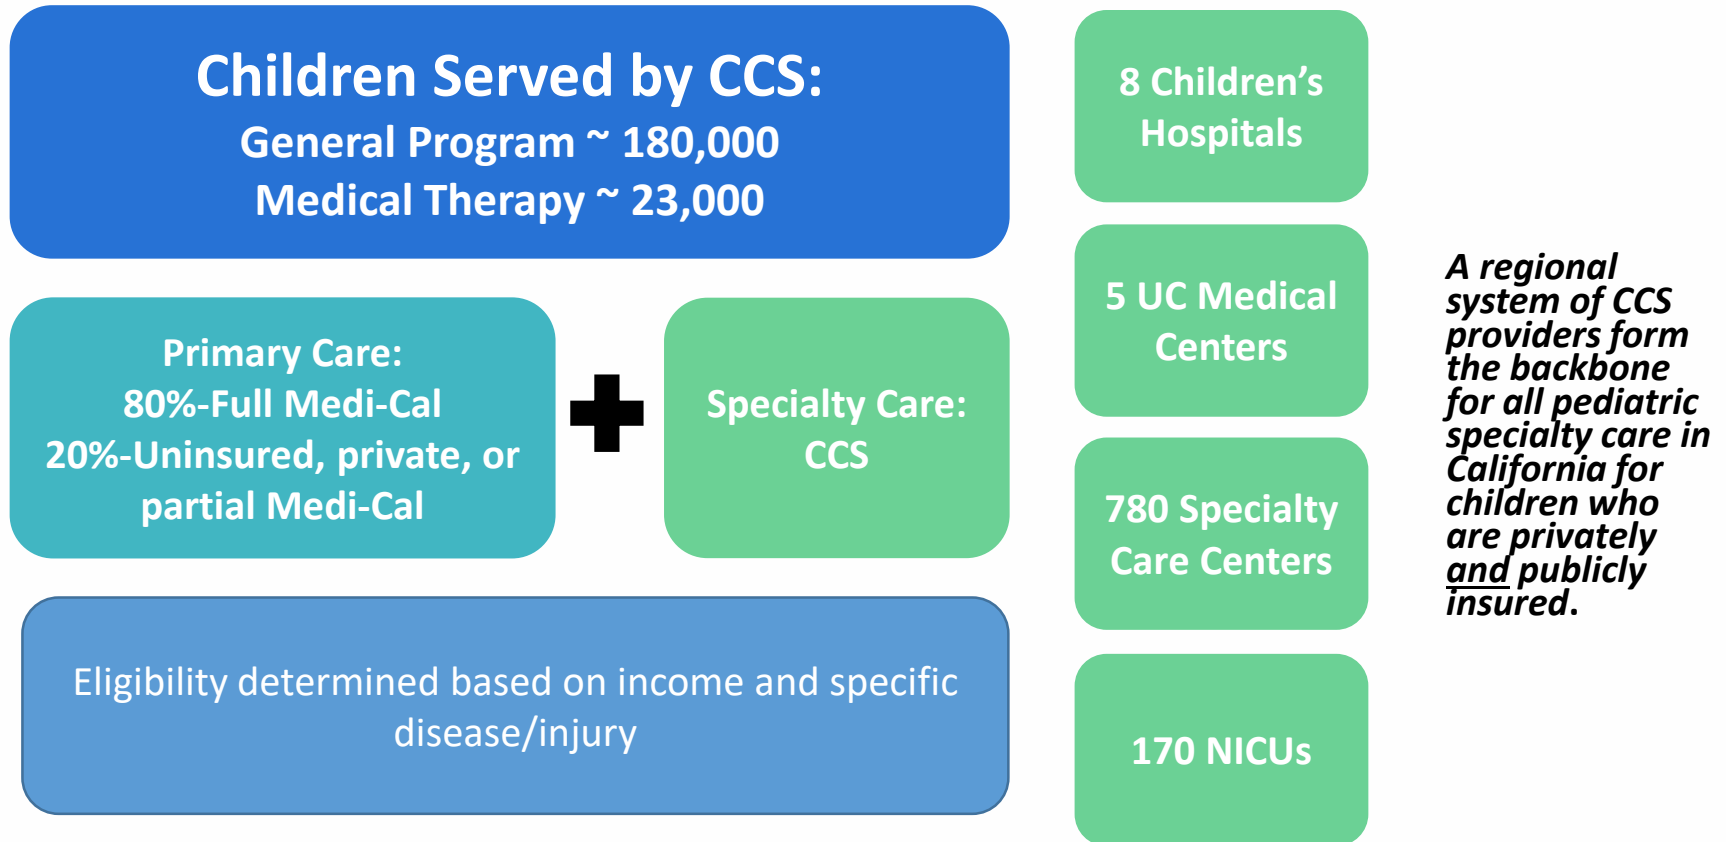 Children Served by CCS:
General Program ~ 180,000
Medical Therapy ~ 23,000
Primary Care:
80%-Full Medi-Cal
20%-Uninsured, private, or
partial Medi-Cal
Specialty Care:
CCS
Eligibility determined based on income and specific
disease/injury
8 Children’s
Hospitals
5 UC Medical
Centers
780 Specialty
Care Centers
170 NICUs
A regional
system of CCS
providers form
the backbone
for all pediatric
specialty care in
California for
children who
are privately
and publicly
insured.